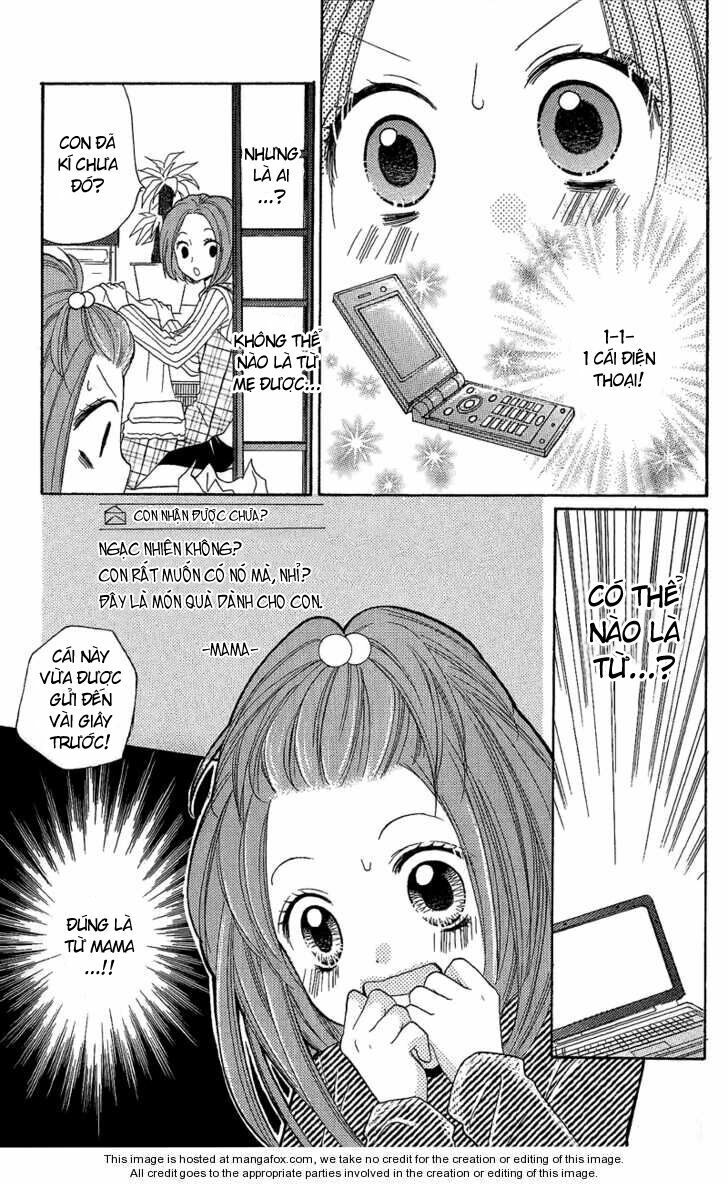 1-1-
1 CÁI ĐIỆN
THOẠI!
NHƯNG
LÀ AI
...?
KHÔNG THỂ
NÀO LÀ TỪ
MẸ ĐƯỢC...
CON ĐÃ
KÍ CHƯA
ĐÓ?
CÓ THỂ
NÀO LÀ
TỪ...?
CON NHẬN ĐƯỢC CHƯA?
NGẠC NHIÊN KHÔNG?
CON RẤT MUỐN CÓ NÓ MÀ, NHỈ?
ĐÂY LÀ MÓN QUÀ DÀNH CHO CON.
-MAMA-
CÁI NÀY
VỪA ĐƯỢC
GỬI ĐẾN
VÀI GIÂY
TRƯỚC!
ĐÚNG LÀ
TỪ MAMA
...!!
This image is hosted at mangafox.com, we take no credit for the creation or editing of this image.
All credit goes to the appropriate parties involved in the creation or editing of this image.